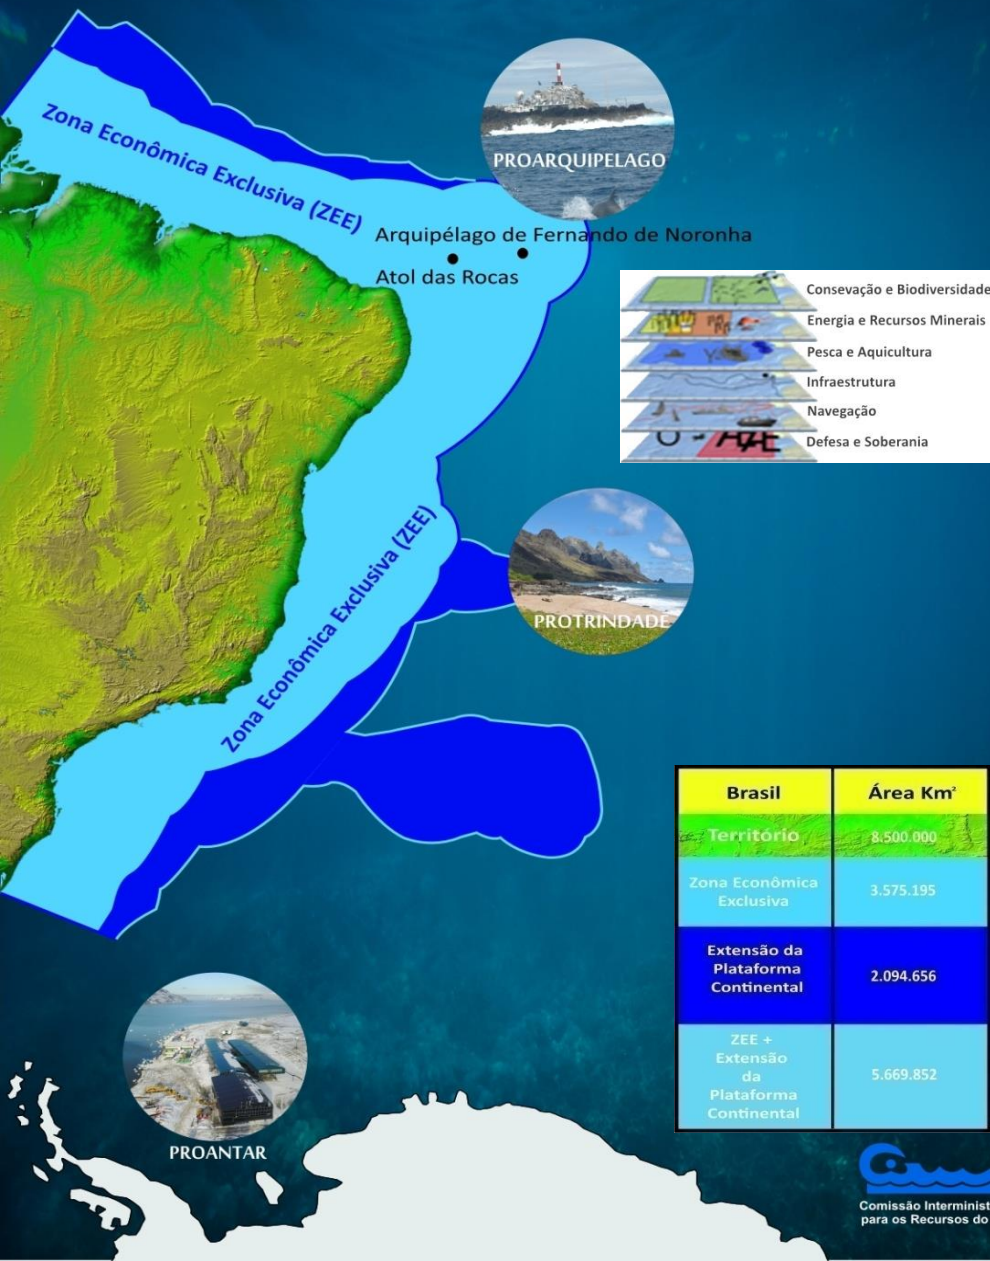 Zona Econômica Exclusiva (ZEE)
PROARQUIPELAGO
Arquipélago de Fernando de Noronha
Atol das Rocas
Consevação e Biodiversidade
Energia e Recursos Minerais
Pesca e Aquicultura
Infraestrutura
Navegação
Defesa e Soberania
Zona Econômica Exclusiva (ZEE)
PROTRINDADE
Brasil Área Km²
Território 8.500.000
Zona Econômica
Exclusiva
3.575.195
Extensão da
Plataforma
Continental
2.094.656
ZEE +
Extensão
da
Plataforma
Continental
5.669.852
PROANTAR
Comissão Interminist
para os Recursos do